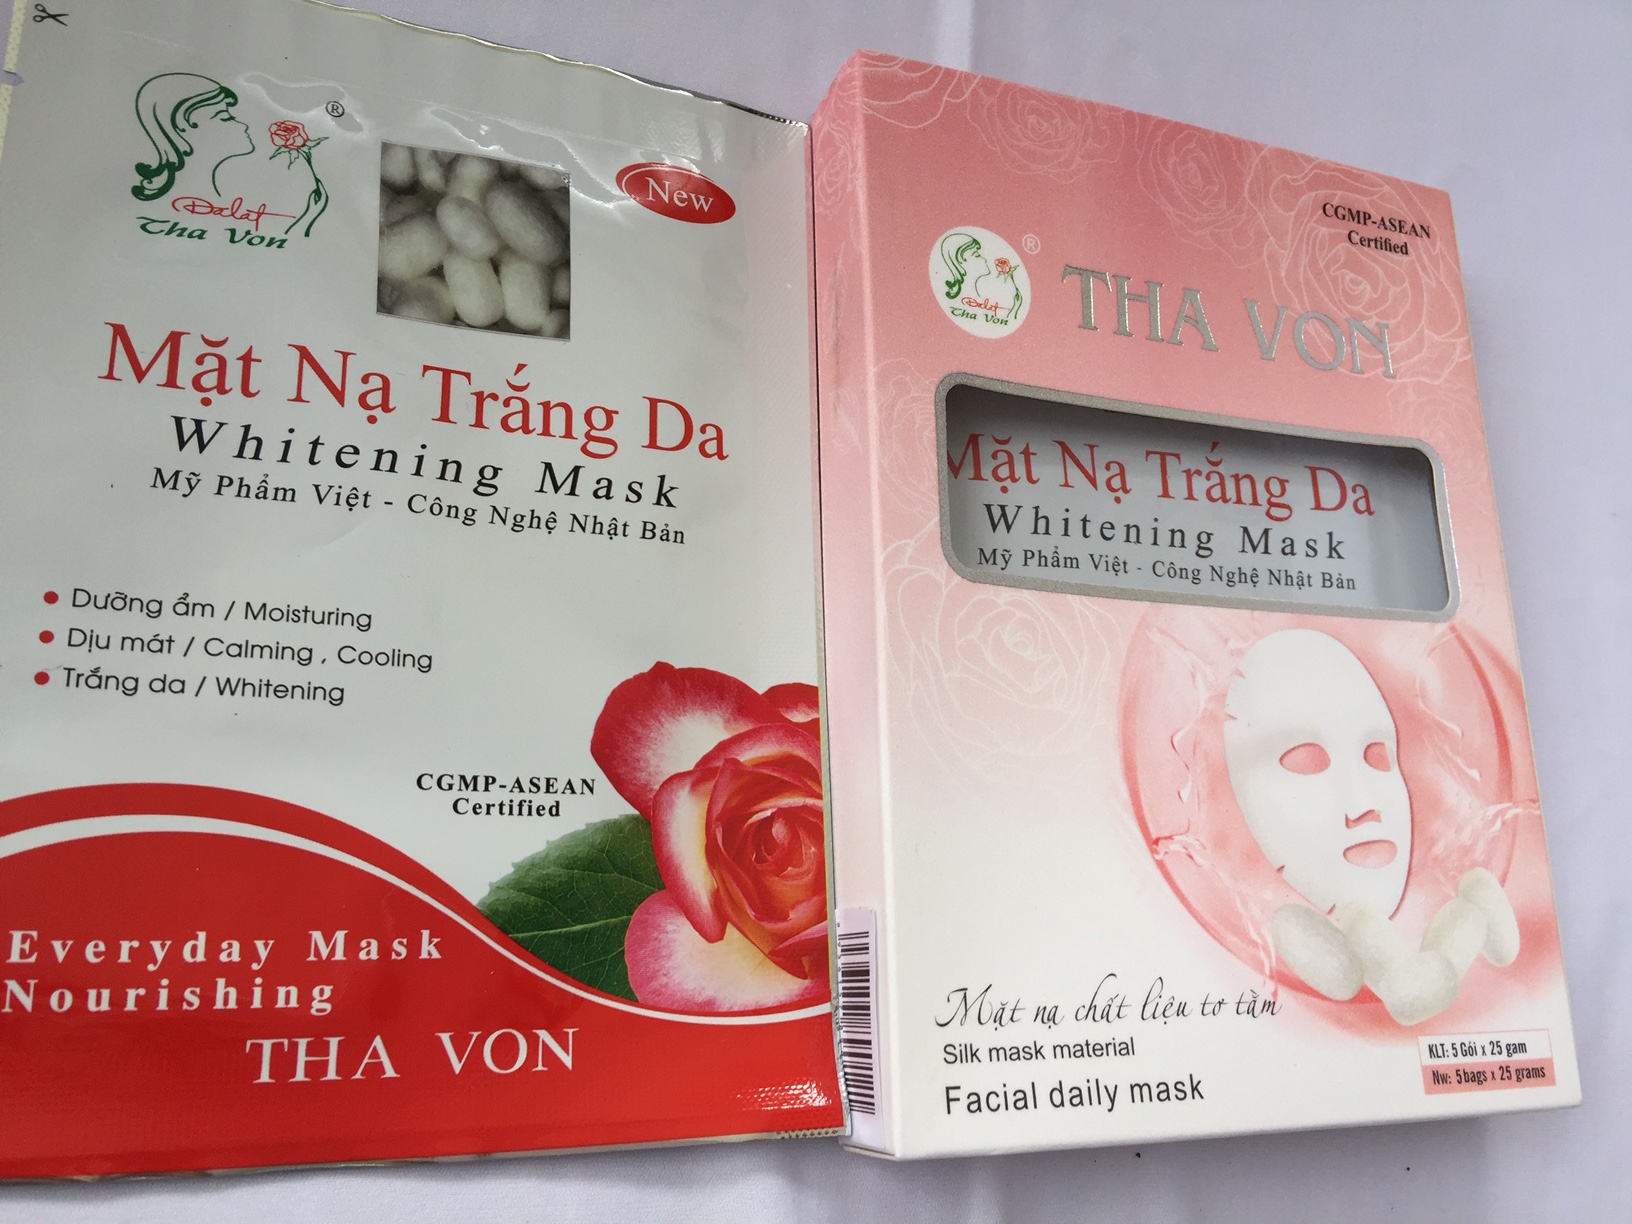 ®
Dalat
Tha Von
New
Mặt Nạ Trắng Da
Whitening Mask
Mỹ Phẩm Việt - Công Nghệ Nhật Bản
Dưỡng ẩm / Moisturing
Dịu mát / Calming , Cooling
Trắng da / Whitening
CGMP-ASEAN
Certified
Everyday Mask
Nourishing
THA VON
CGMP-ASEAN
Certified
®
Dalat
Tha Von
THA VON
Mặt Nạ Trắng Da
Whitening Mask
Mỹ Phẩm Việt - Công Nghệ Nhật Bản
Mặt nạ chất liệu tơ tằm
Silk mask material
Facial daily mask
KLT: 5 Gói x 25 gam
Nw: 5 bags x 25 grams